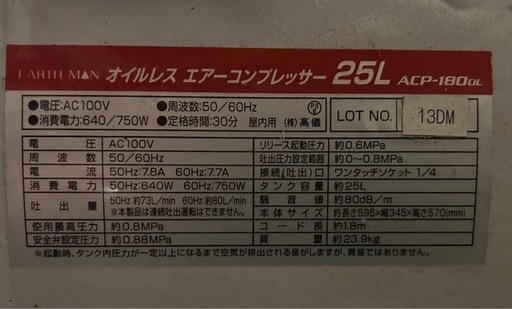 EARTH MAN オイルレス エアーコンプレッサー 25L ACP-180OL
●電圧:AC100V ●周波数:50/60Hz
●消費電力:640/750W ●定格時間:30分 屋内用 (株)高儀
LOT NO. 13DM
電圧 AC100V
周波数 50/60Hz
電流 50Hz:7.8A 60Hz:7.7A
消費電力 50Hz:640W 60Hz:750W
吐出量 50Hz:約73L/min 60Hz:約80L/min
※本製品は連続吐出運転はできません。
使用最高圧力 約0.8MPa
安全弁設定圧力 約0.88MPa
リリース起動圧力 約0.6MPa
吐出圧力設定範囲 約0~0.8MPa
接続(吐出)口 ワンタッチソケット 1/4
タンク容量 約25L
騒音値 約80dB/m
本体サイズ 約長さ595×幅345×高さ570(mm)
コード長 約1.8m
質量 約23.9kg
※起動時、タンク内圧力が一定以上になるまで空気が排出される音がしますが、異音ではありません。